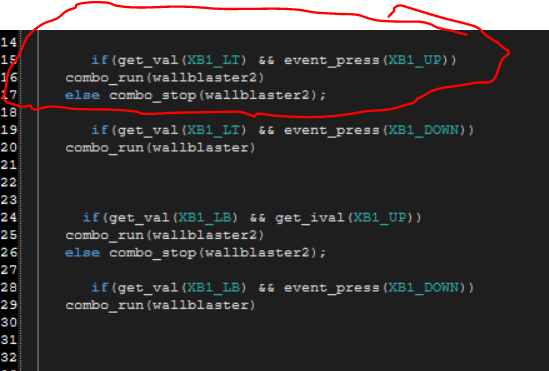 14
15 if(get_val(XB1_LT) && event_press(XB1_UP))
16 combo_run(wallblaster2)
17 else combo_stop(wallblaster2);
18
19 if(get_val(XB1_LT) && event_press(XB1_DOWN))
20 combo_run(wallblaster)
21
22
23
24 if(get_val(XB1_LB) && get_ival(XB1_UP))
25 combo_run(wallblaster2)
26 else combo_stop(wallblaster2);
27
28 if(get_val(XB1_LB) && event_press(XB1_DOWN))
29 combo_run(wallblaster)
30
31
32